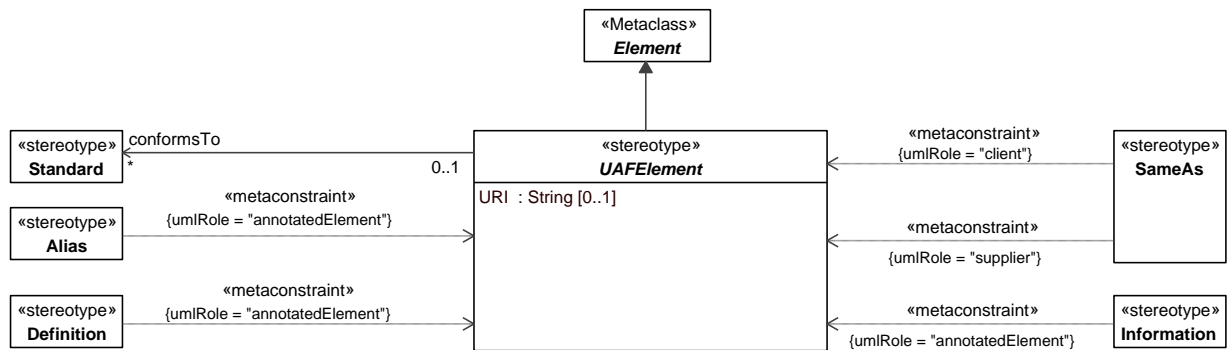 «Metaclass»
Element
«stereotype»
Standard
conformsTo
*
0..1
«stereotype»
UAFElement
URI : String [0..1]
«metaconstraint»
{umlRole = "client"}
«stereotype»
SameAs
«metaconstraint»
{umlRole = "annotatedElement"}
«stereotype»
Alias
«metaconstraint»
{umlRole = "supplier"}
«metaconstraint»
{umlRole = "annotatedElement"}
«stereotype»
Definition
«metaconstraint»
{umlRole = "annotatedElement"}
«stereotype»
Information